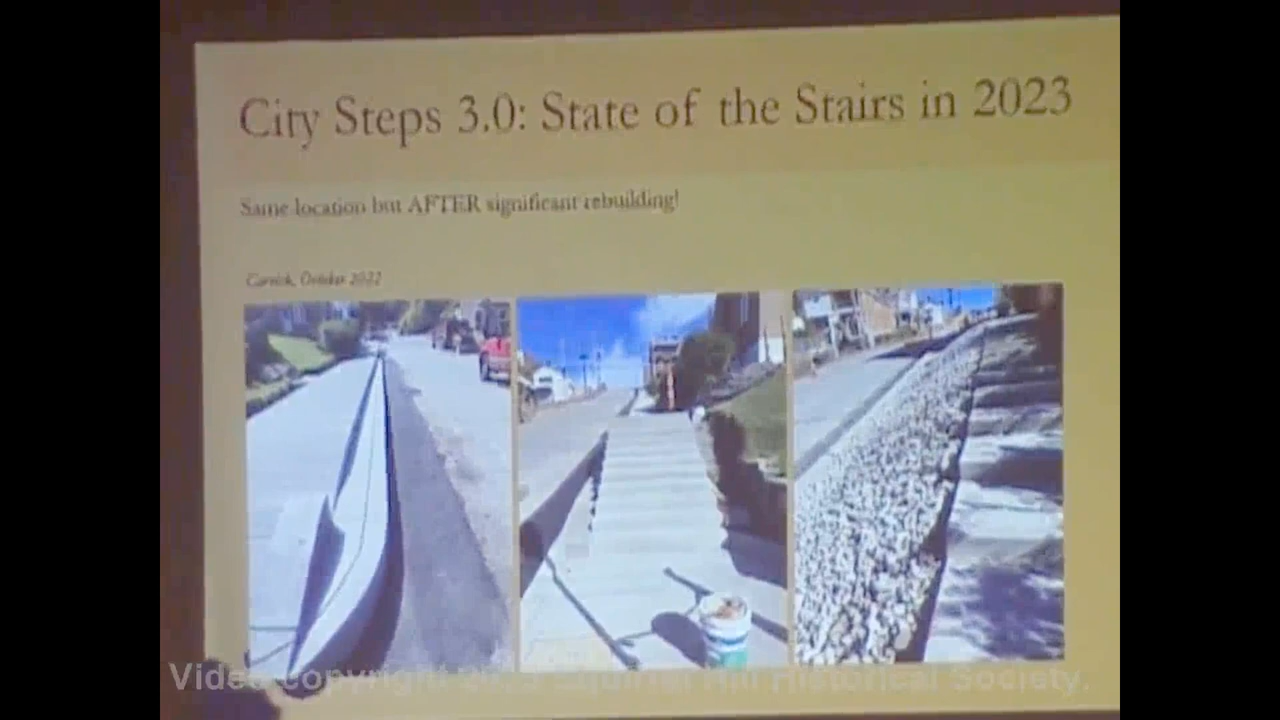 City Steps 3.0: State of the Stairs in 2023
Same location but AFTER significant rebuilding!
Carrick, October 2022
Video copyright Squirrel Hill Historical Society.